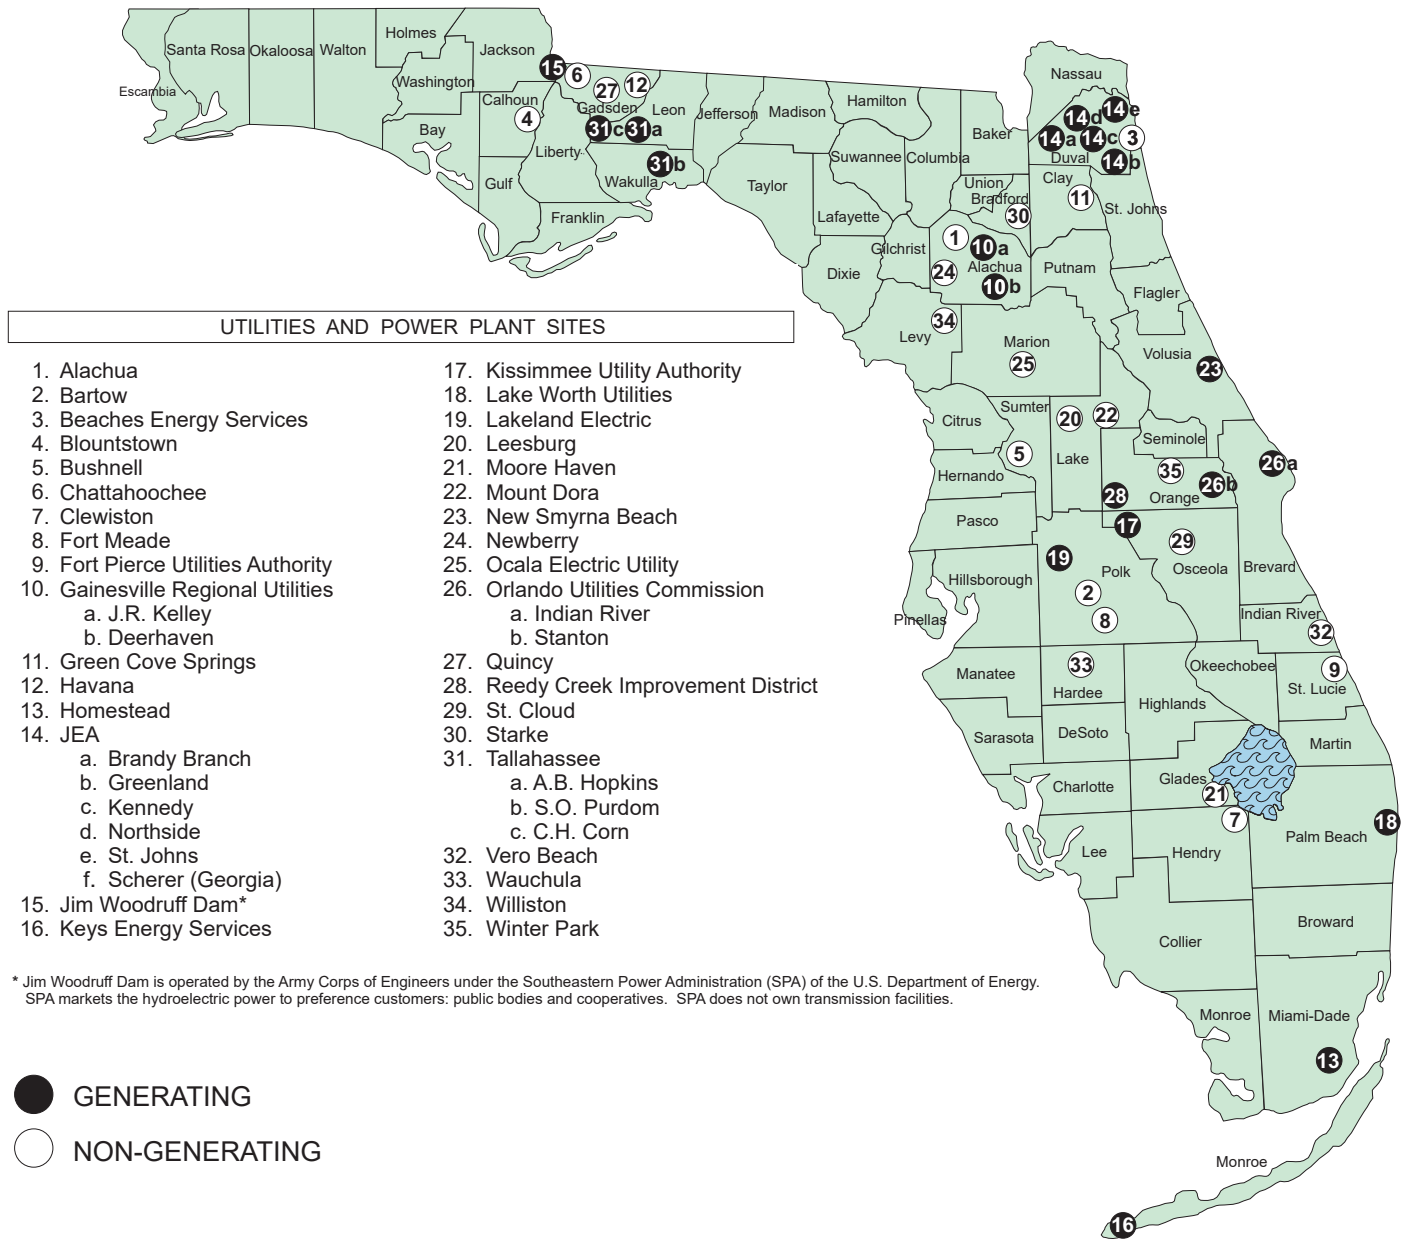 Holmes
Santa Rosa
Okaloosa
Walton
Jackson
Washington
Escambia
Calhoun
Bay
Gulf
Liberty
Franklin
Gadsden
Leon
Wakulla
Jefferson
Madison
Taylor
Hamilton
Suwannee
Columbia
Lafayette
Dixie
Gilchrist
Baker
Union
Bradford
Nassau
Duval
Clay
St. Johns
Alachua
Putnam
Flagler
Levy
Marion
Volusia
15
6
27
12
4
31c
31a
31b
14d
14e
14a
14c
3
14b
11
30
1
10a
24
10b
34
25
23
UTILITIES AND POWER PLANT SITES
1. Alachua
2. Bartow
3. Beaches Energy Services
4. Blountstown
5. Bushnell
6. Chattahoochee
7. Clewiston
8. Fort Meade
9. Fort Pierce Utilities Authority
10. Gainesville Regional Utilities
a. J.R. Kelley
b. Deerhaven
11. Green Cove Springs
12. Havana
13. Homestead
14. JEA
a. Brandy Branch
b. Greenland
c. Kennedy
d. Northside
e. St. Johns
f. Scherer (Georgia)
15. Jim Woodruff Dam*
16. Keys Energy Services
17. Kissimmee Utility Authority
18. Lake Worth Utilities
19. Lakeland Electric
20. Leesburg
21. Moore Haven
22. Mount Dora
23. New Smyrna Beach
24. Newberry
25. Ocala Electric Utility
26. Orlando Utilities Commission
a. Indian River
b. Stanton
27. Quincy
28. Reedy Creek Improvement District
29. St. Cloud
30. Starke
31. Tallahassee
a. A.B. Hopkins
b. S.O. Purdom
c. C.H. Corn
32. Vero Beach
33. Wauchula
34. Williston
35. Winter Park
Citrus
Sumter
Lake
Seminole
Orange
Hernando
Pasco
Hillsborough
Pinellas
Polk
Osceola
Brevard
Indian River
Manatee
Hardee
Highlands
Okeechobee
St. Lucie
Sarasota
DeSoto
Martin
Charlotte
Glades
Palm Beach
Lee
Hendry
Broward
Collier
Monroe
Miami-Dade
Monroe
20
22
5
35
26a
26b
28
17
29
19
2
8
32
33
9
21
7
18
13
16
* Jim Woodruff Dam is operated by the Army Corps of Engineers under the Southeastern Power Administration (SPA) of the U.S. Department of Energy.
SPA markets the hydroelectric power to preference customers: public bodies and cooperatives. SPA does not own transmission facilities.
GENERATING
NON-GENERATING